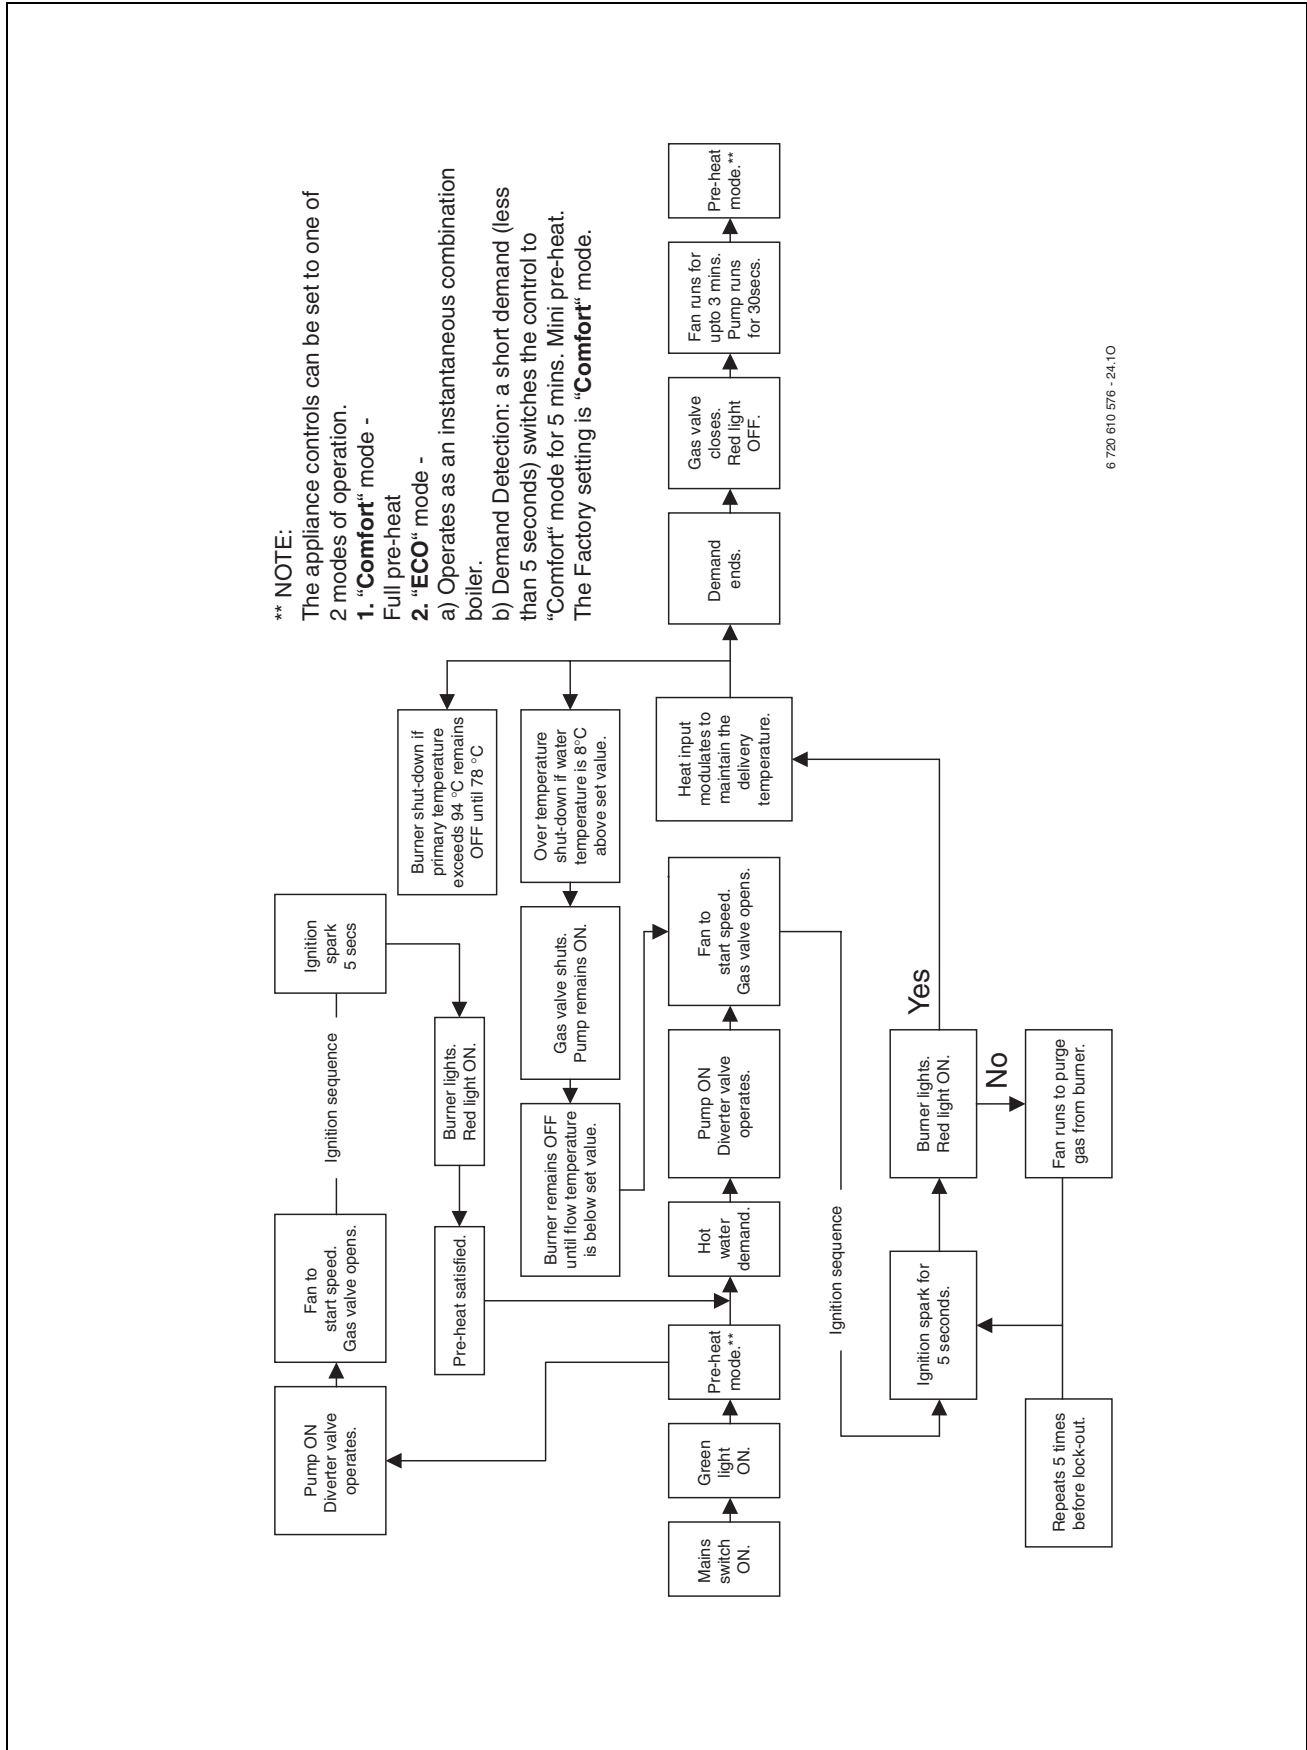 ** NOTE:
The appliance controls can be set to one of
2 modes of operation.
1. "Comfort“ mode -
Full pre-heat
2. "ECO“ mode -
a) Operates as an instantaneous combination
boiler.
b) Demand Detection: a short demand (less
than 5 seconds) switches the control to
"Comfort“ mode for 5 mins. Mini pre-heat.
The Factory setting is "Comfort“ mode.
Pump ON
Diverter valve
operates.
Fan to
start speed.
Gas valve opens.
Ignition sequence
Ignition
spark
5 secs
Burner lights.
Red light ON.
Pre-heat satisfied.
Burner shut-down if
primary temperature
exceeds 94 °C remains
OFF until 78 °C
Over temperature
shut-down if water
temperature is 8°C
above set value.
Gas valve shuts.
Pump remains ON.
Burner remains OFF
until flow temperature
is below set value.
Mains
switch
ON.
Green
light
ON.
Pre-heat
mode.**
Hot
water
demand.
Pump ON
Diverter valve
operates.
Fan to
start speed.
Gas valve opens.
Heat input
modulates to
maintain the
delivery
temperature.
Demand
ends.
Gas valve
closes.
Red light
OFF.
Fan runs for
upto 3 mins.
Pump runs
for 30secs.
Pre-heat
mode.**
Ignition sequence
Ignition spark for
5 seconds.
Burner lights.
Red light ON.
Yes
No
Repeats 5 times
before lock-out.
Fan runs to purge
gas from burner.
6 720 610 576 - 24.1O